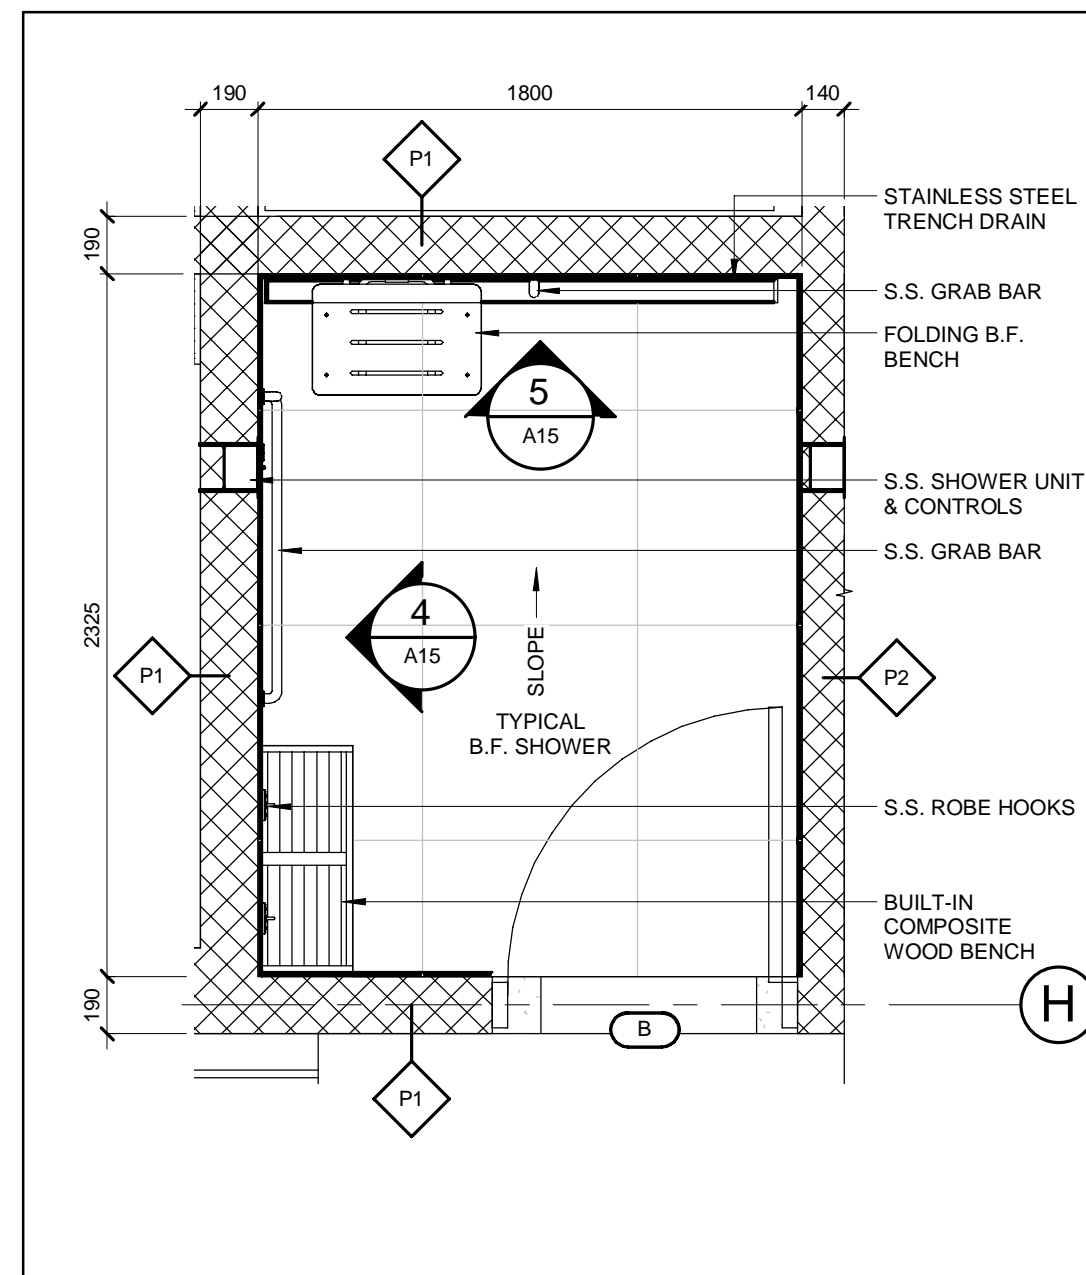 190
1800
140
P1
STAINLESS STEEL
TRENCH DRAIN
190
S.S. GRAB BAR
FOLDING B.F.
BENCH
5
A15
S.S. SHOWER UNIT
& CONTROLS
S.S. GRAB BAR
4
A15
2325
SLOPE
P1
P2
TYPICAL
B.F. SHOWER
S.S. ROBE HOOKS
BUILT-IN
COMPOSITE
WOOD BENCH
190
H
B
P1